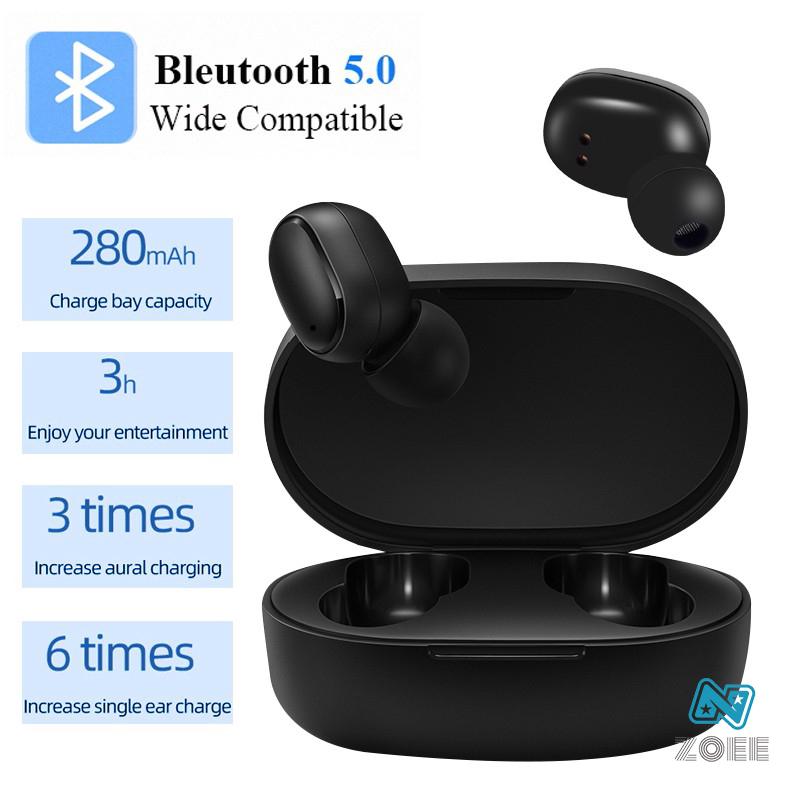 Bleutooth 5.0
Wide Compatible
280mAh
Charge bay capacity
3h
Enjoy your entertainment
3 times
Increase aural charging
6 times
Increase single ear charge
ZOEE